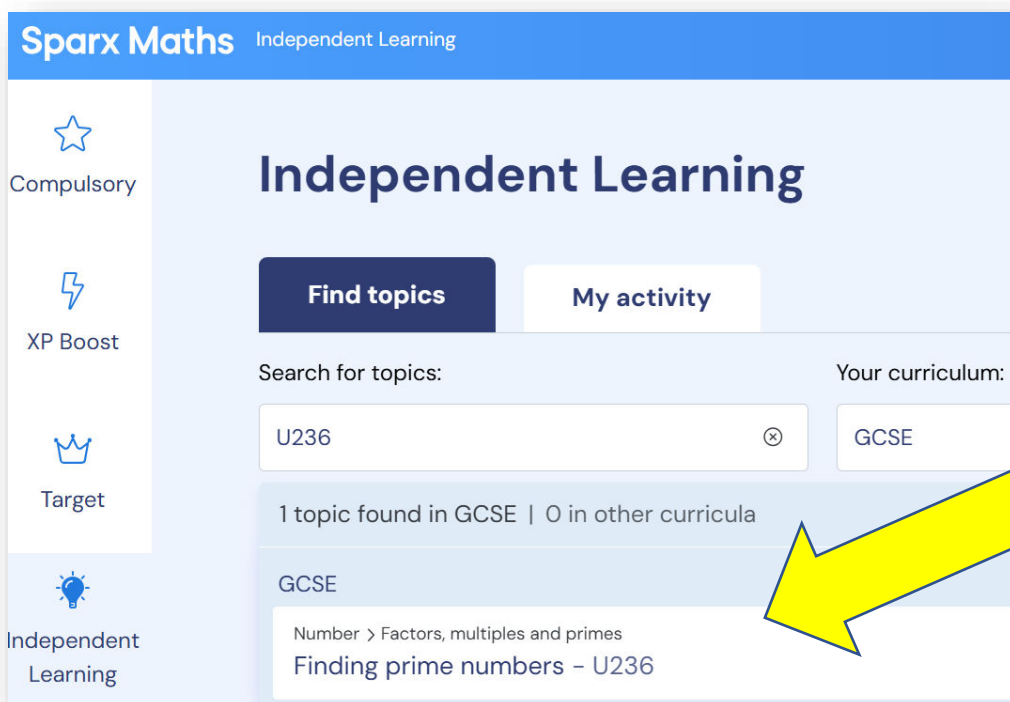 Sparx Maths Independent Learning
Compulsory
XP Boost
Target
Independent
Learning
Independent Learning
Find topics
My activity
Search for topics:
Your curriculum:
U236
GCSE
1 topic found in GCSE | 0 in other curricula
GCSE
Number > Factors, multiples and primes
Finding prime numbers - U236